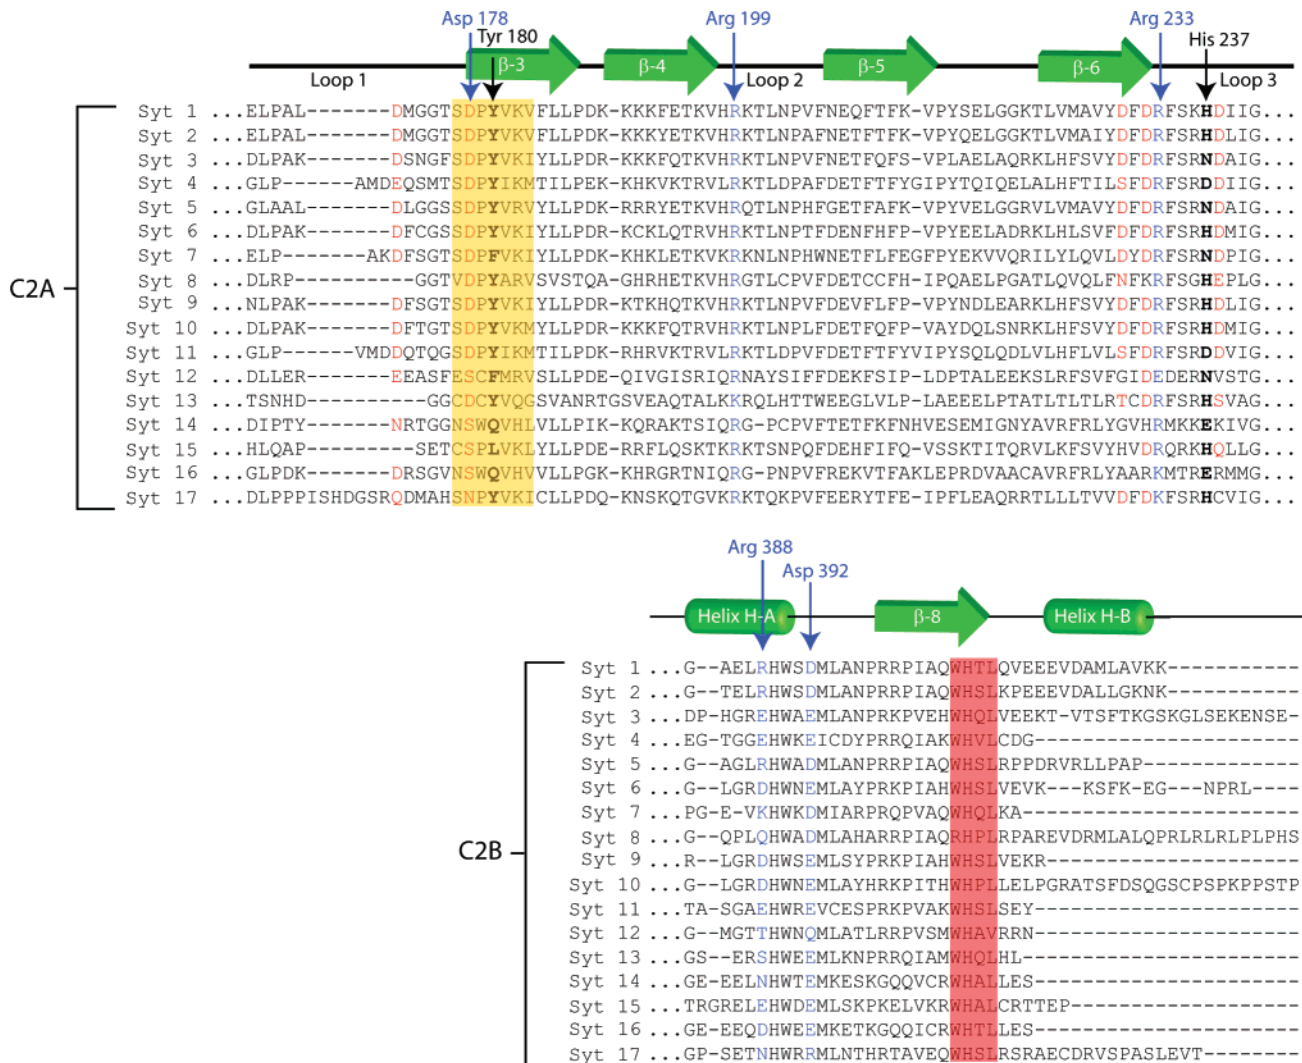 Asp 178
Arg 199
Arg 233
Tyr 180
His 237
β-3
β-4
β-5
β-6
Loop 1
Loop 2
Loop 3
C2A
Syt 1 ...ELPAL-------DMGGTSDPYVKVFLLPDK-KKKFETKVHRKTLNPVFNEQFTFK-VPYSELGGKTLVMAVYDFDRFSKHDIIG...
Syt 2 ...ELPAL-------DMGGTSDPYVKVFLLPDK-KKKYETKVHRKTLNPAFNETFTFK-VPYQELGGKTLVMAIYDFDRFSRHDLIG...
Syt 3 ...DLPAK-------DSNGFSDPYVKIYLLPDR-KKKFQTKVHRKTLNPVFNETFQFS-VPLAELAQRKLHFSVYDFDRFSRNDAIG...
Syt 4 ...GLP------AMDEQSMTSDPYIKMTILPEK-KHKVKTRVLRKTLDPAFDETFTFYGIPYTQIQELALHFTILSFDRFSRDDIIG...
Syt 5 ...GLAAL-------DLGGSSDPYVRVYLLPDK-RRRYETKVHRQTLNPHFGETFAFK-VPYVELGGRVLVMAVYDFDRFSRNDAIG...
Syt 6 ...DLPAK-------DFCGSSDPYVKIYLLPDR-KCKLQTRVHRKTLNPTFDENFHFP-VPYEELADRKLHLSVFDFDRFSRHDMIG...
Syt 7 ...ELP------AKDFSGTSDPFVKIYLLPDK-KHKLETKVKRKNLNPHWNETFLFEGFPYEKVVQRILYLQVLDYDRFSRNDPIG...
Syt 8 ...DLRP---------GGTVDPYARVSVSTQA-GHRHETKVHRGTLCPVFDETCCFH-IPQAELPGATLQVQLFNFKRFSGHEPLG...
Syt 9 ...NLPAK-------DFSGTSDPYVKIYLLPDR-KTKHQTKVHRKTLNPVFDEVFLFP-VPYNDLEARKLHFSVYDFDRFSRHDLIG...
Syt 10 ...DLPAK-------DFTGTSDPYVKMYLLPDR-KKKFQTRVHRKTLNPLFDETFQFP-VAYDQLSNRKLHFSVYDFDRFSRHDMIG...
Syt 11 ...GLP------VMDDQTQGSDPYIKMTILPDK-RHRVKTRVLRKTLDPVFDETFTFYVIPYSQLQDLVLHFLVLSFDRFSRDDVIG...
Syt 12 ...DLLER-------EEASFESCFMRVSLLPDE-QIVGISRIQRNAYSIFFDEKFSIP-LDPTALEEKSLRFSVFGIDEDERNVSTG...
Syt 13 ...TSNHD----------GGCDCYVQGSVANRTGSVEAQTALKKRQLHTTWEEGLVLP-LAEEELPTATLTLTLRTCDRFSRHSVAG...
Syt 14 ...DIPTY-------NRTGGNSWQVHLVLLPIK-KQRAKTSIQRG-PCPVFTETFKFNHVESEMIGNYAVRFRLYGVHRMKKEKIVG...
Syt 15 ...HLQAP---------SETCSPLVKLYLLPDE-RRFLQSKTKRKTSNPQFDEHFIFQ-VSSKTITQRVLKFSVYHVDRQRKHQLLG...
Syt 16 ...GLPDK-------DRSGVNSWQVHVVLLPGK-KHRGRTNIQRG-PNPVFREKVTFAKLEPRDVAACAVRFRLYAARKMTRERMMG...
Syt 17 ...DLPPPISHDGSRQDMAHSNPYVKICLLPDQ-KNSKQTGVKRKTQKPVFEERYTFE-IPFLEAQRRTLLLTVVDFDKFSRHCVIG...
Arg 388
Asp 392
Helix H-A
β-8
Helix H-B
C2B
Syt 1 ...G--AELRHWSDMLANPRRPIAQWHTLQVEEEVDAMLAVKK-----------
Syt 2 ...G--TELRHWSDMLANPRRPIAQWHSLKPEEEVDALLGKNK-----------
Syt 3 ...DP-HGREHWAEMLANPRKPVEHWHQLVEEKT-VTSFTKGSKGLSEKENSE-
Syt 4 ...EG-TGGEHWKEICDYPRRQIAKWHVLCDG----------------------
Syt 5 ...G--AGLRHWADMLANPRRPIAQWHSLRPPDRVRLLPAP-------------
Syt 6 ...G--LGRDHWNEMLAYPRKPIAHWHSLVEVK---KSFK-EG---NPRL----
Syt 7 ...PG-E-VKHWKDMIARPRQPVAQWHQLKA-----------------------
Syt 8 ...G--QPLQHWADMLAHARRPIAQRHPLRPAREVDRMLALQPRLRLRLPLPHS
Syt 9 ...R--LGRDHWSEMLSYPRKPIAHWHSLVEKR---------------------
Syt 10 ...G--LGRDHWNEMLAYHRKPITHWHPLLELPGRATSFDSQGSCPSPKPPSTP
Syt 11 ...TA-SGAEHWREVCESPRKPVAKWHSLSEY----------------------
Syt 12 ...G--MGTTHWNQMLATLRRPVSMWHAVRRN----------------------
Syt 13 ...GS--ERSHWEEMLKNPRRQIAMWHQLHL-----------------------
Syt 14 ...GE-EELNHWTEMKESKGQQVCRWHALLES----------------------
Syt 15 ...TRGRELEHWDEMLSKPKELVKRWHALCRTTEP-------------------
Syt 16 ...GE-EEQDHWEEMKETKGQQICRWHTLLES----------------------
Syt 17 ...GP-SETNHWRRMLNTHRTAVEQWHSLRSRAECDRVSPASLEVT--------